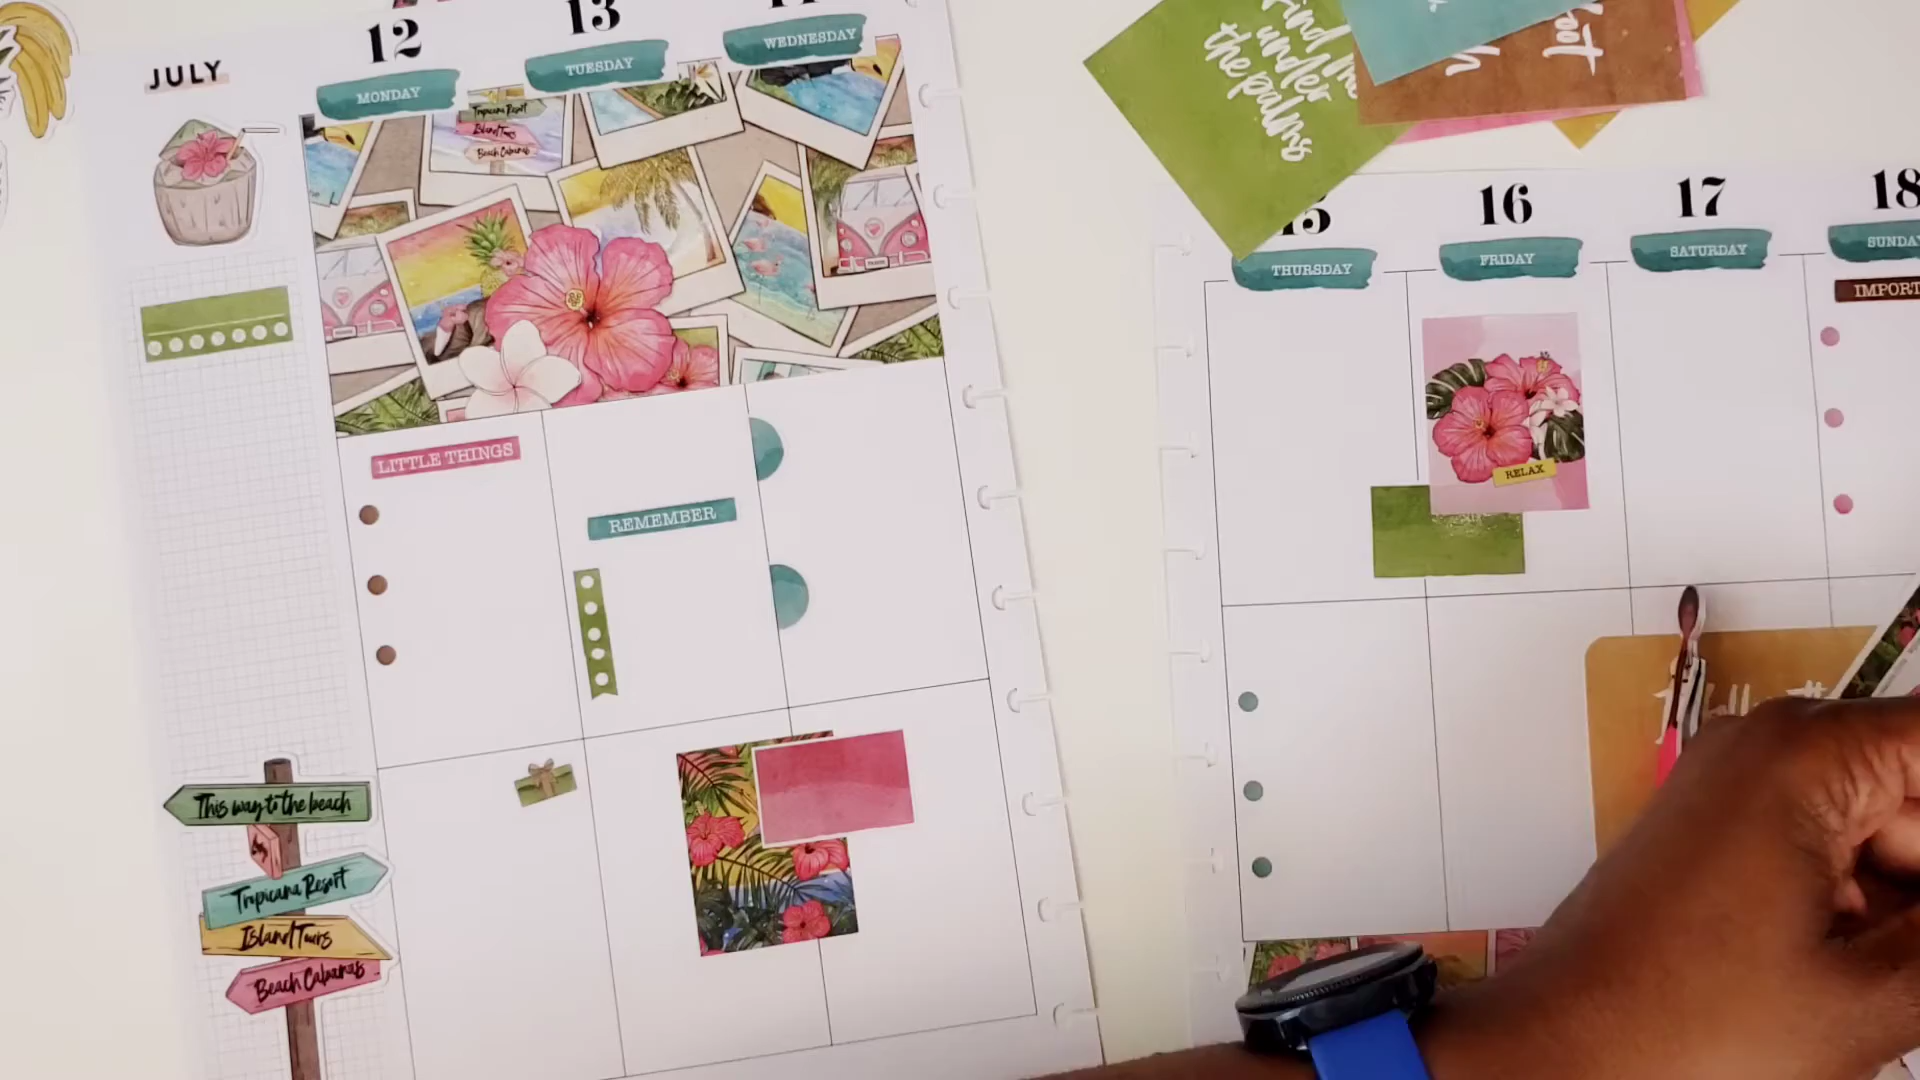 JULY
12
MONDAY
13
TUESDAY
WEDNESDAY
Tropicana Resort
Island Tours
Beach Cabanas
LITTLE THINGS
REMEMBER
This way to the beach
Tropicana Resort
Island Tours
Beach Cabanas
under
the palms
15
THURSDAY
16
FRIDAY
17
SATURDAY
18
RELAX